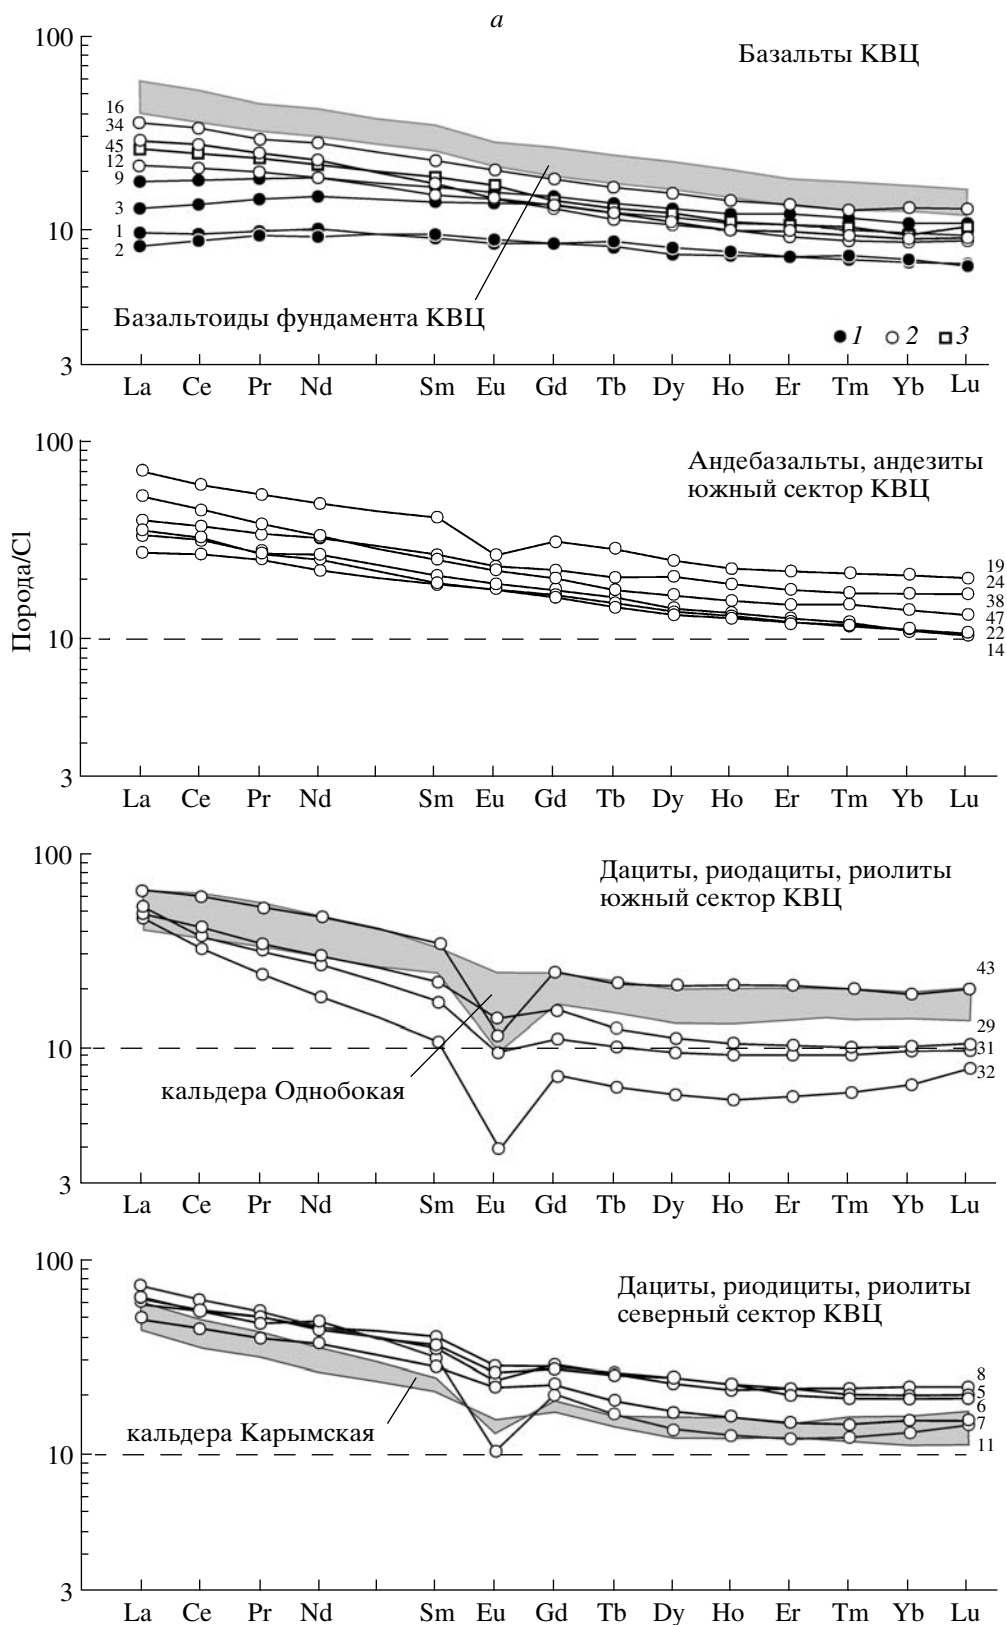 а
100
Базальты КВЦ
16
34
45
12
9
3
10
1
2
Базальтоиды фундамента КВЦ
1 2 3
3
La Ce Pr Nd Sm Eu Gd Tb Dy Ho Er Tm Yb Lu
100
Андебазальты, андезиты
южный сектор КВЦ
Порода/Cl
19
24
38
47
10
22
14
3
La Ce Pr Nd Sm Eu Gd Tb Dy Ho Er Tm Yb Lu
100
Дациты, риодациты, риолиты
южный сектор КВЦ
43
29
10
31
32
кальдера Однобокая
3
La Ce Pr Nd Sm Eu Gd Tb Dy Ho Er Tm Yb Lu
100
Дациты, риодициты, риолиты
северный сектор КВЦ
8
5
6
7
кальдера Карымская
11
10
3
La Ce Pr Nd Sm Eu Gd Tb Dy Ho Er Tm Yb Lu